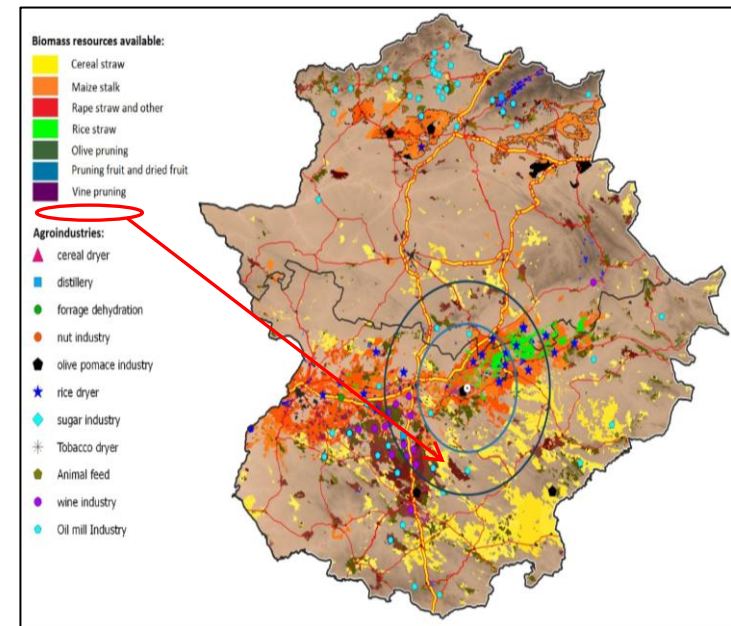 Biomass resources available:
Cereal straw
Maize stalk
Rape straw and other
Rice straw
Olive pruning
Pruning fruit and dried fruit
Vine pruning
Agroindustries:
cereal dryer
distillery
forrage dehydration
nut industry
olive pomace industry
rice dryer
sugar industry
Tobacco dryer
Animal feed
wine industry
Oil mill Industry